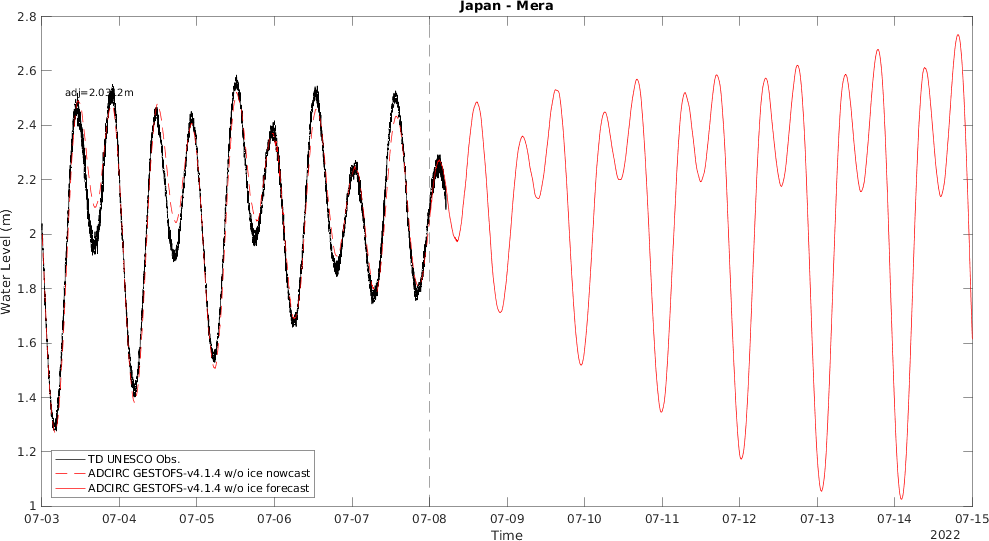 Japan - Mera
2.8
2.6
2.4
2.2
2
1.8
1.6
1.4
1.2
1
Water Level (m)
TD UNESCO Obs.
ADCIRC GESTOFS-v4.1.4 w/o ice nowcast
ADCIRC GESTOFS-v4.1.4 w/o ice forecast
07-03 07-04 07-05 07-06 07-07 07-08 07-09 07-10 07-11 07-12 07-13 07-14 07-15
Time
2022